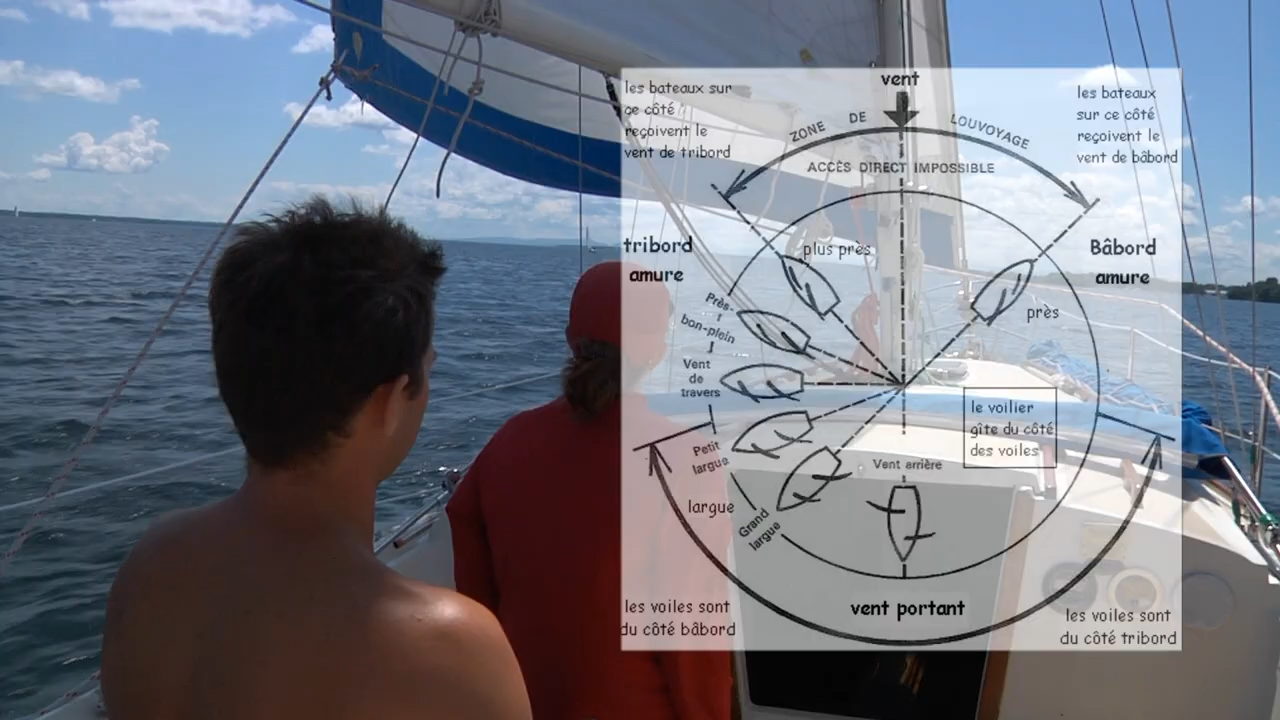 vent
les bateaux sur
ce côté
reçoivent le
vent de tribord
les bateaux
sur ce côté
reçoivent le
vent de bâbord
ZONE DE LOUVOYAGE
ACCÈS DIRECT IMPOSSIBLE
tribord
amure
plus près
Bâbord
amure
près
Près-
bon-plein
Vent
de
travers
le voilier
gîte du côté
des voiles
Petit
largue
Vent arrière
largue
Grand
largue
les voiles sont
du côté bâbord
vent portant
les voiles sont
du côté tribord